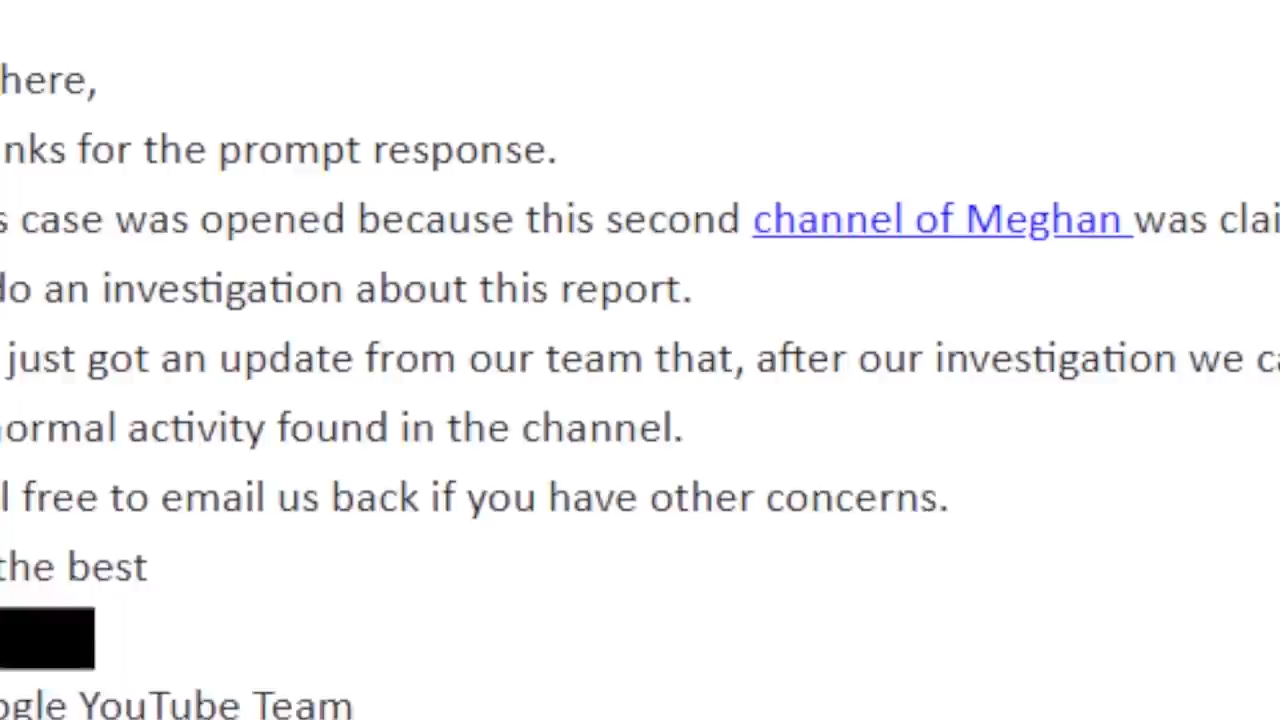 here,
nks for the prompt response.
s case was opened because this second channel of Meghan was clai
do an investigation about this report.
just got an update from our team that, after our investigation we ca
normal activity found in the channel.
l free to email us back if you have other concerns.
the best
ogle YouTube Team